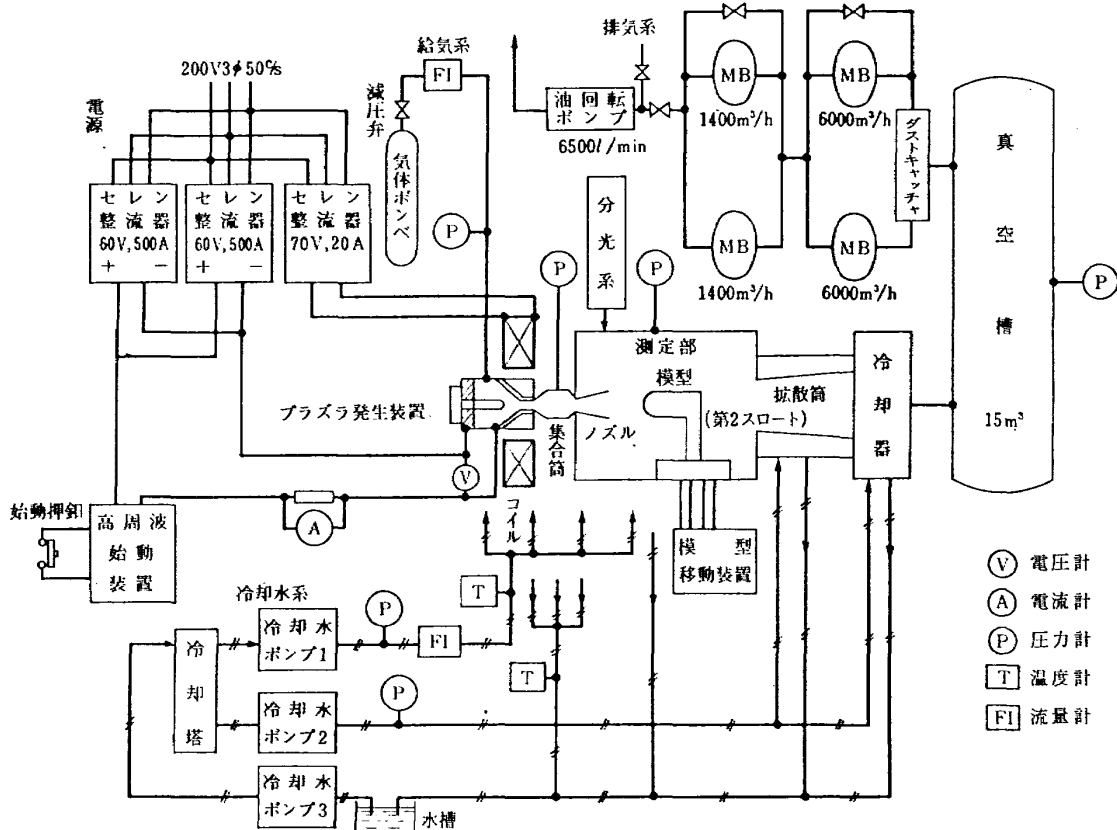 排気系
給気系
FI
200V3φ50%s
減圧弁
電源
気体ボンベ
P
セレン
整流器
60V,500A
+ −
セレン
整流器
60V,500A
+ −
セレン
整流器
70V,20A
油回転
ポンプ
6500l/min
MB
1400m³/h
MB
6000m³/h
MB
1400m³/h
MB
6000m³/h
ダストキャッチャ
真空槽
15m³
P
分光系
P
P
測定部
模型
拡散筒
(第2スロート)
冷却器
プラズラ発生装置
集合筒
ノズル
コイル
V
A
始動押釦
高周波
始動
装置
模型
移動装置
冷却水系
冷却塔
冷却水
ポンプ1
P
FI
T
T
冷却水
ポンプ2
P
冷却水
ポンプ3
水槽
V 電圧計
A 電流計
P 圧力計
T 温度計
FI 流量計